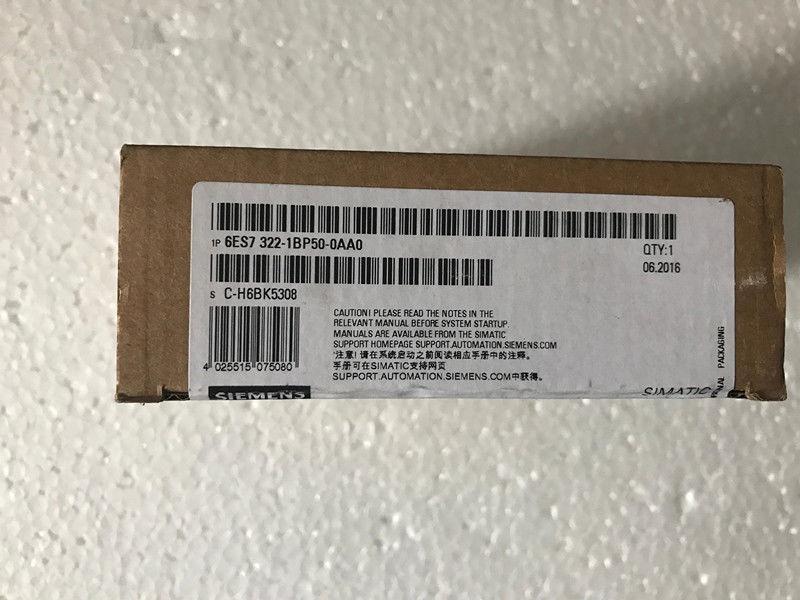 1P 6ES7 322-1BP50-0AA0
QTY:1
06.2016
S C-H6BK5308
CAUTION! PLEASE READ THE NOTES IN THE
RELEVANT MANUAL BEFORE SYSTEM STARTUP.
MANUALS ARE AVAILABLE FROM THE SIMATIC
SUPPORT HOMEPAGE SUPPORT.AUTOMATION.SIEMENS.COM
注意! 请在系统启动之前阅读相应手册中的注释。
手册可在SIMATIC支持网页
SUPPORT.AUTOMATION.SIEMENS.COM中获得。
4 025515 075080
SIEMENS
SIMATIC
PACKAGING